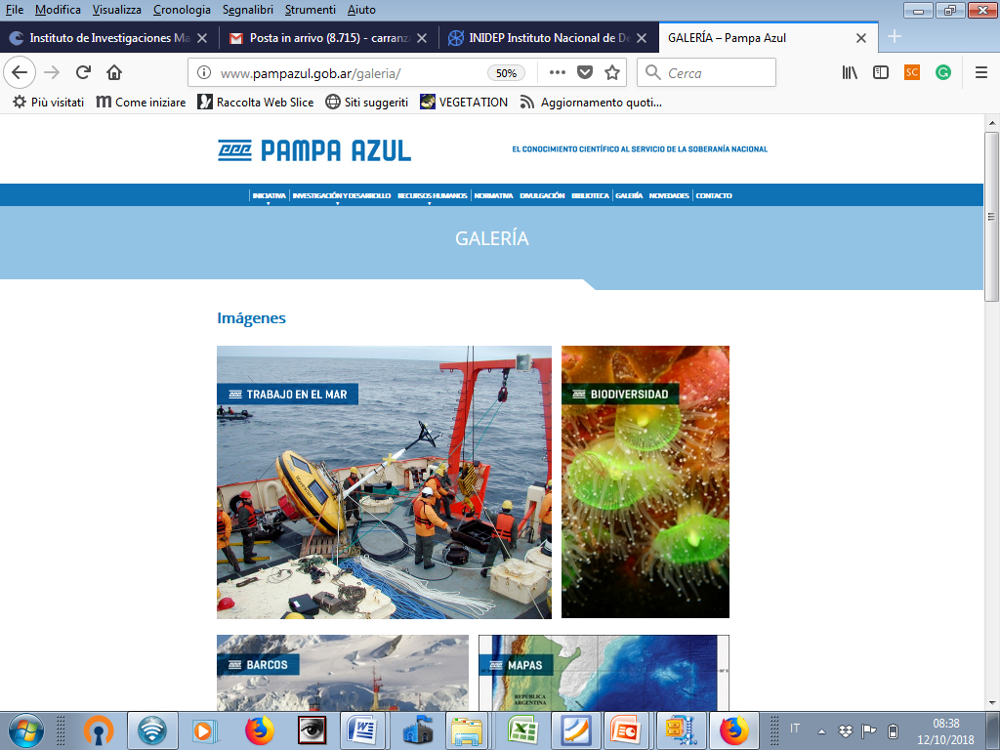 File Modifica Visualizza Cronologia Segnalibri Strumenti Aiuto
Instituto de Investigaciones Ma
Posta in arrivo (8.715) - carranz
INIDEP Instituto Nacional de De
GALERÍA – Pampa Azul
www.pampazul.gob.ar/galeria/
50%
Cerca
SC
Più visitati
Come iniziare
Raccolta Web Slice
Siti suggeriti
VEGETATION
Aggiornamento quoti...
PAMPA AZUL
EL CONOCIMIENTO CIENTÍFICO AL SERVICIO DE LA SOBERANÍA NACIONAL
INICIATIVA INVESTIGACIÓN Y DESARROLLO RECURSOS HUMANOS NORMATIVA DIVULGACIÓN BIBLIOTECA GALERÍA NOVEDADES CONTACTO
GALERÍA
Imágenes
TRABAJO EN EL MAR
BIODIVERSIDAD
BARCOS
MAPAS
REPÚBLICA
ARGENTINA
IT
08:38
12/10/2018